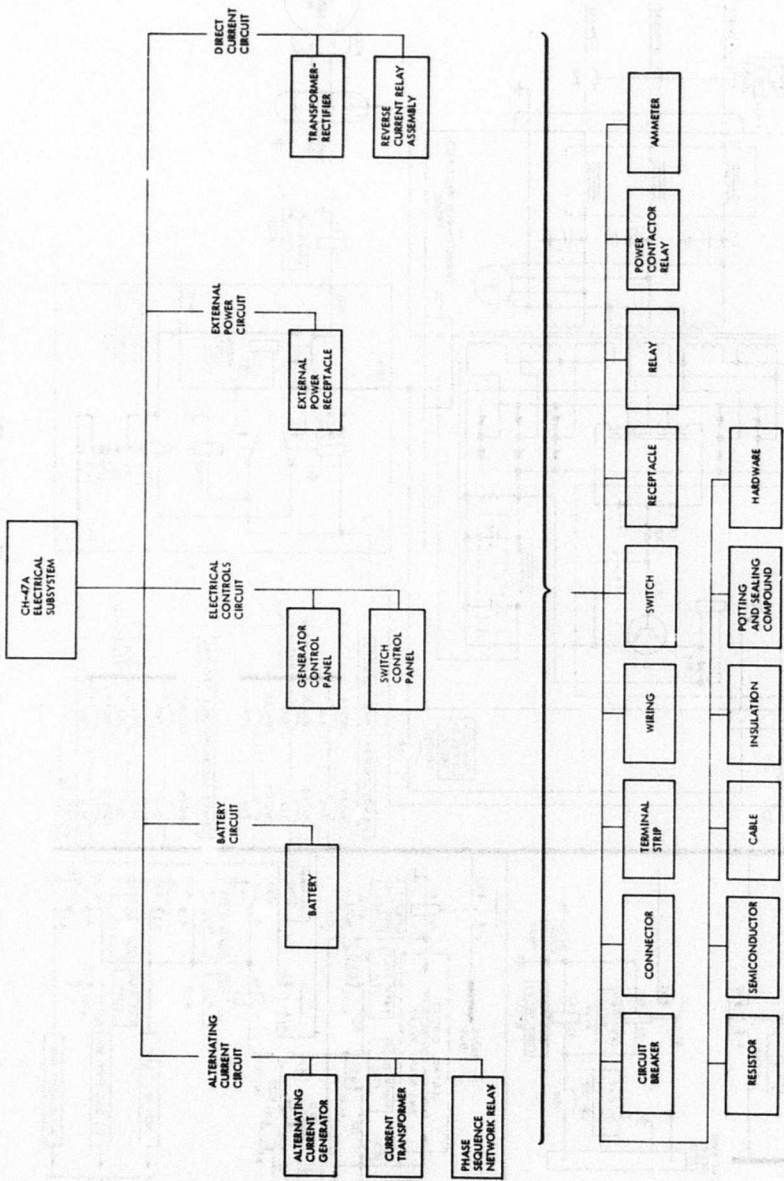 CH-47A
ELECTRICAL
SUBSYSTEM
ALTERNATING
CURRENT
CIRCUIT
BATTERY
CIRCUIT
ELECTRICAL
CONTROLS
CIRCUIT
EXTERNAL
POWER
CIRCUIT
DIRECT
CURRENT
CIRCUIT
ALTERNATING
CURRENT
GENERATOR
CURRENT
TRANSFORMER
PHASE
SEQUENCE
NETWORK RELAY
BATTERY
GENERATOR
CONTROL
PANEL
SWITCH
CONTROL
PANEL
EXTERNAL
POWER
RECEPTACLE
TRANSFORMER-
RECTIFIER
REVERSE
CURRENT RELAY
ASSEMBLY
CIRCUIT
BREAKER
CONNECTOR
TERMINAL
STRIP
WIRING
SWITCH
RECEPTACLE
RELAY
POWER
CONTACTOR
RELAY
AMMETER
RESISTOR
SEMICONDUCTOR
CABLE
INSULATION
POTTING
AND SEALING
COMPOUND
HARDWARE